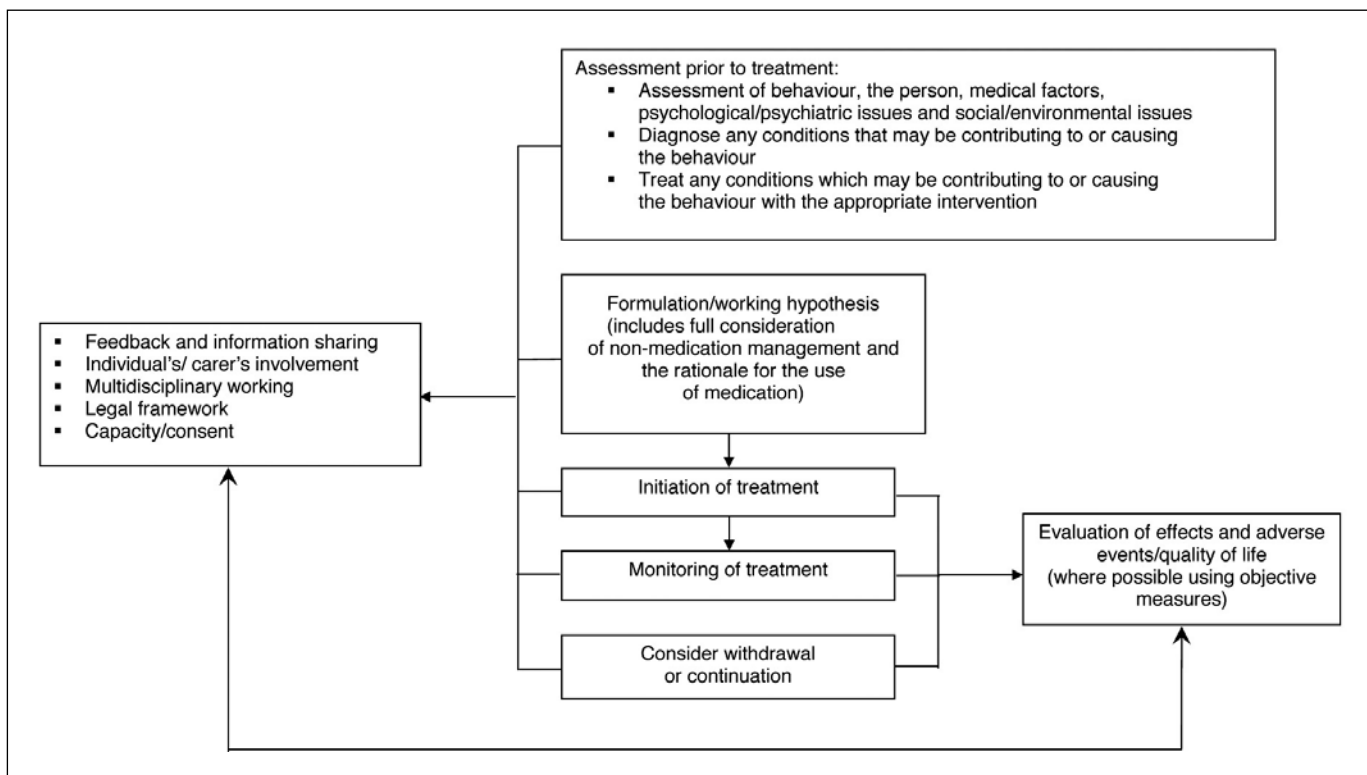 Assessment prior to treatment:
▪ Assessment of behaviour, the person, medical factors,
psychological/psychiatric issues and social/environmental issues
▪ Diagnose any conditions that may be contributing to or causing
the behaviour
▪ Treat any conditions which may be contributing to or causing
the behaviour with the appropriate intervention
Formulation/working hypothesis
(includes full consideration
of non-medication management and
the rationale for the use
of medication)
▪ Feedback and information sharing
▪ Individual's/ carer's involvement
▪ Multidisciplinary working
▪ Legal framework
▪ Capacity/consent
Initiation of treatment
Monitoring of treatment
Consider withdrawal
or continuation
Evaluation of effects and adverse
events/quality of life
(where possible using objective
measures)